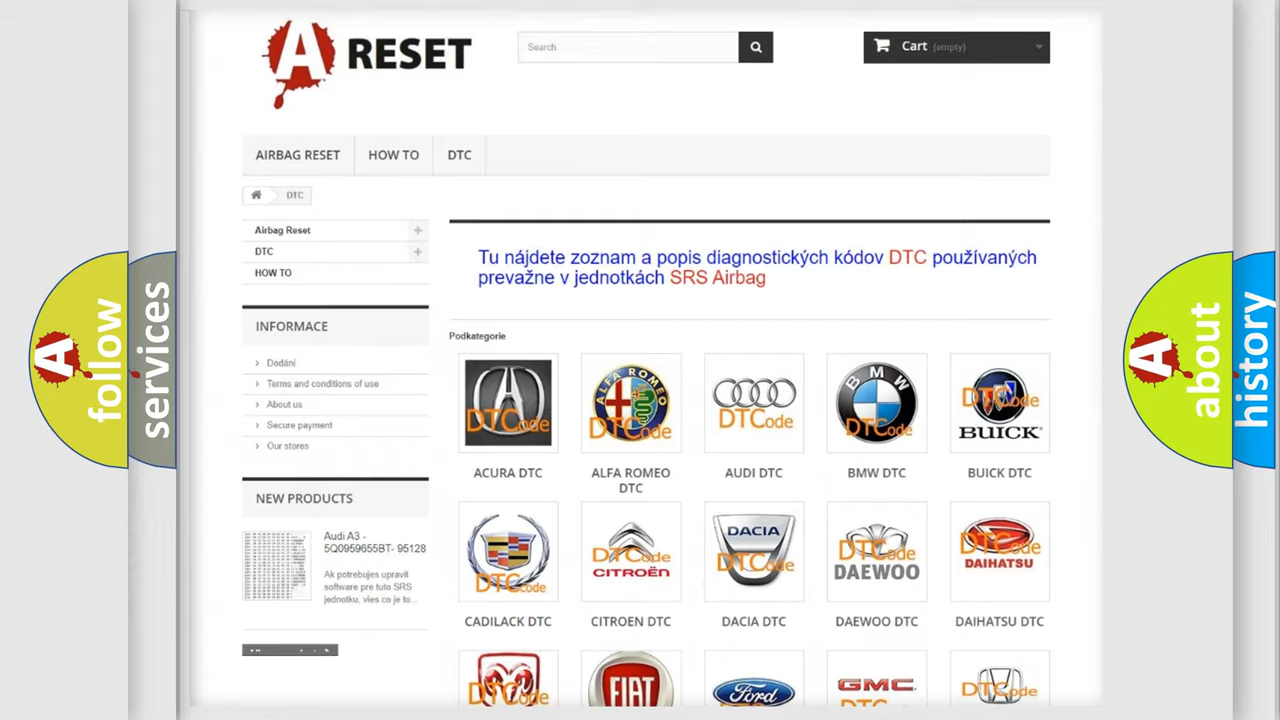 A RESET
Search
Cart (empty)
AIRBAG RESET
HOW TO
DTC
DTC
Airbag Reset
DTC
HOW TO
INFORMACE
Dodání
Terms and conditions of use
About us
Secure payment
Our stores
NEW PRODUCTS
Audi A3 -
5Q0959655BT- 95128
Ak potrebujes upravit
software pre tuto SRS
jednotku, vies co je to...
Tu nájdete zoznam a popis diagnostických kódov DTC používaných
prevažne v jednotkách SRS Airbag
Podkategorie
DTCode
ALFA ROMEO
DTCode
DTCode
BMW
DTCode
DTCode
BUICK
ACURA DTC
ALFA ROMEO
DTC
AUDI DTC
BMW DTC
BUICK DTC
DTCode
DTCode
CITROËN
DACIA
DTCode
DTCode
DAEWOO
DTCode
DAIHATSU
CADILACK DTC
CITROEN DTC
DACIA DTC
DAEWOO DTC
DAIHATSU DTC
DTCode
FIAT
Ford
DTCode
GMC
DTCode
A follow
services
A about
history